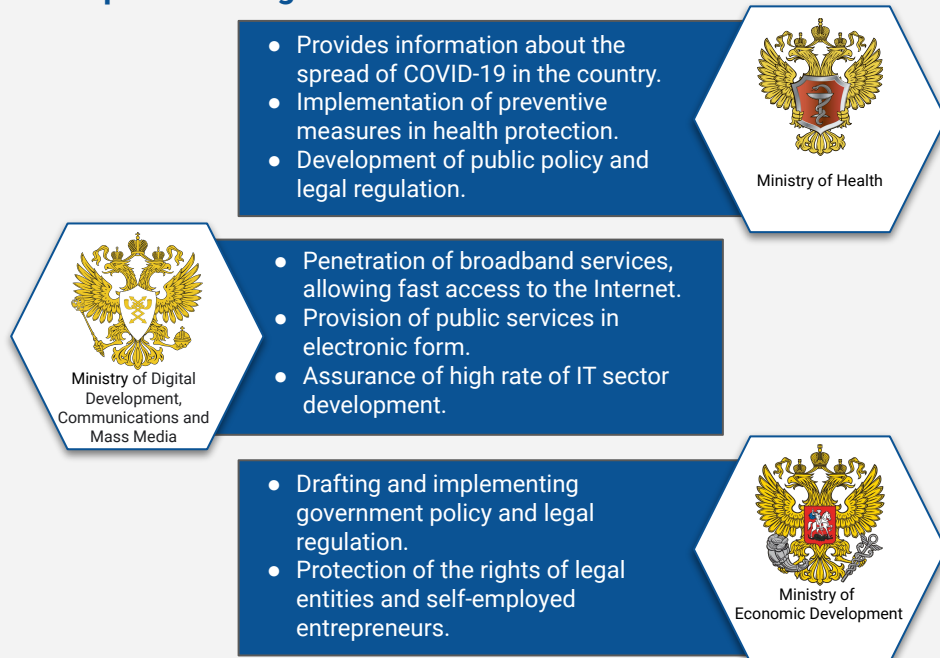 ● Provides information about the
spread of COVID-19 in the country.
● Implementation of preventive
measures in health protection.
● Development of public policy and
legal regulation.
Ministry of Health
Ministry of Digital
Development,
Communications and
Mass Media
● Penetration of broadband services,
allowing fast access to the Internet.
● Provision of public services in
electronic form.
● Assurance of high rate of IT sector
development.
● Drafting and implementing
government policy and legal
regulation.
● Protection of the rights of legal
entities and self-employed
entrepreneurs.
Ministry of
Economic Development